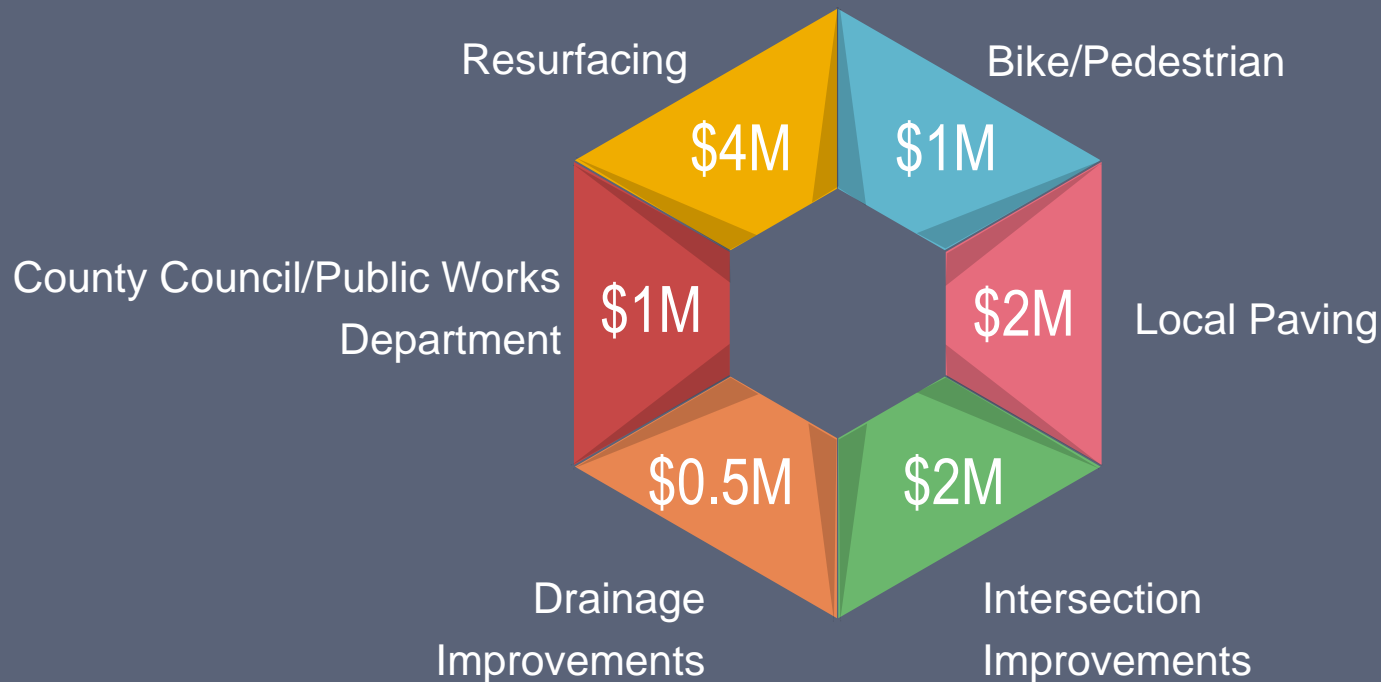 Resurfacing
Bike/Pedestrian
$4M
$1M
County Council/Public Works
Department
$1M
$2M
Local Paving
$0.5M
$2M
Drainage
Improvements
Intersection
Improvements